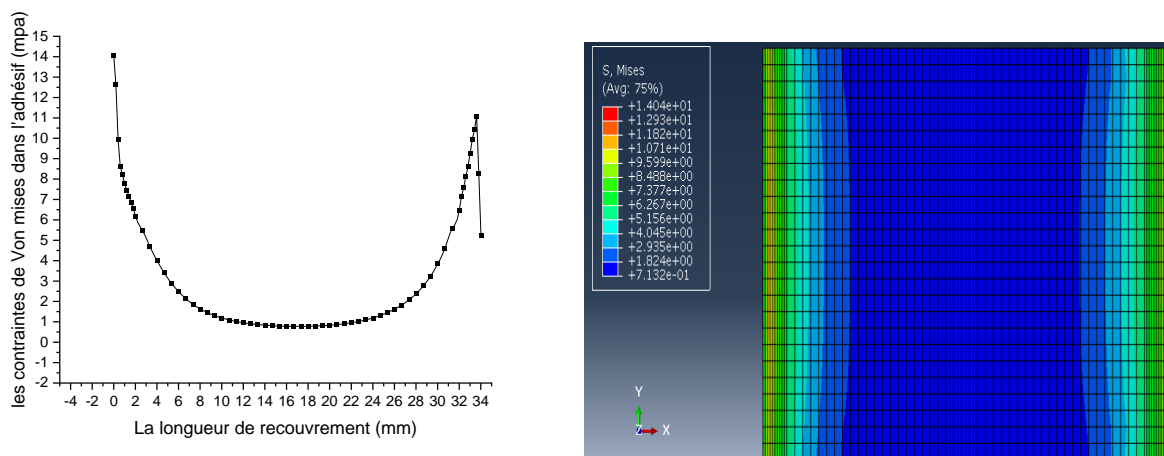 les contraintes de Von mises dans l'adhésif (mpa)
15
14
13
12
11
10
9
8
7
6
5
4
3
2
1
0
-1
-2
-4 -2 0 2 4 6 8 10 12 14 16 18 20 22 24 26 28 30 32 34
La longueur de recouvrement (mm)
S, Mises
(Avg: 75%)
+1.404e+01
+1.293e+01
+1.182e+01
+1.071e+01
+9.599e+00
+8.488e+00
+7.377e+00
+6.267e+00
+5.156e+00
+4.045e+00
+2.935e+00
+1.824e+00
+7.132e-01
Y
Z X